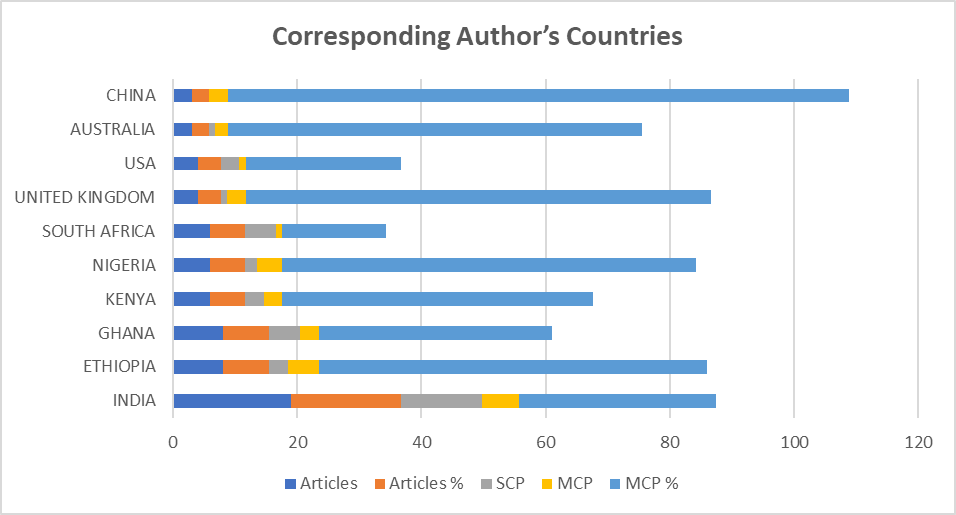 Corresponding Author’s Countries
CHINA
AUSTRALIA
USA
UNITED KINGDOM
SOUTH AFRICA
NIGERIA
KENYA
GHANA
ETHIOPIA
INDIA
0 20 40 60 80 100 120
Articles Articles % SCP MCP MCP %